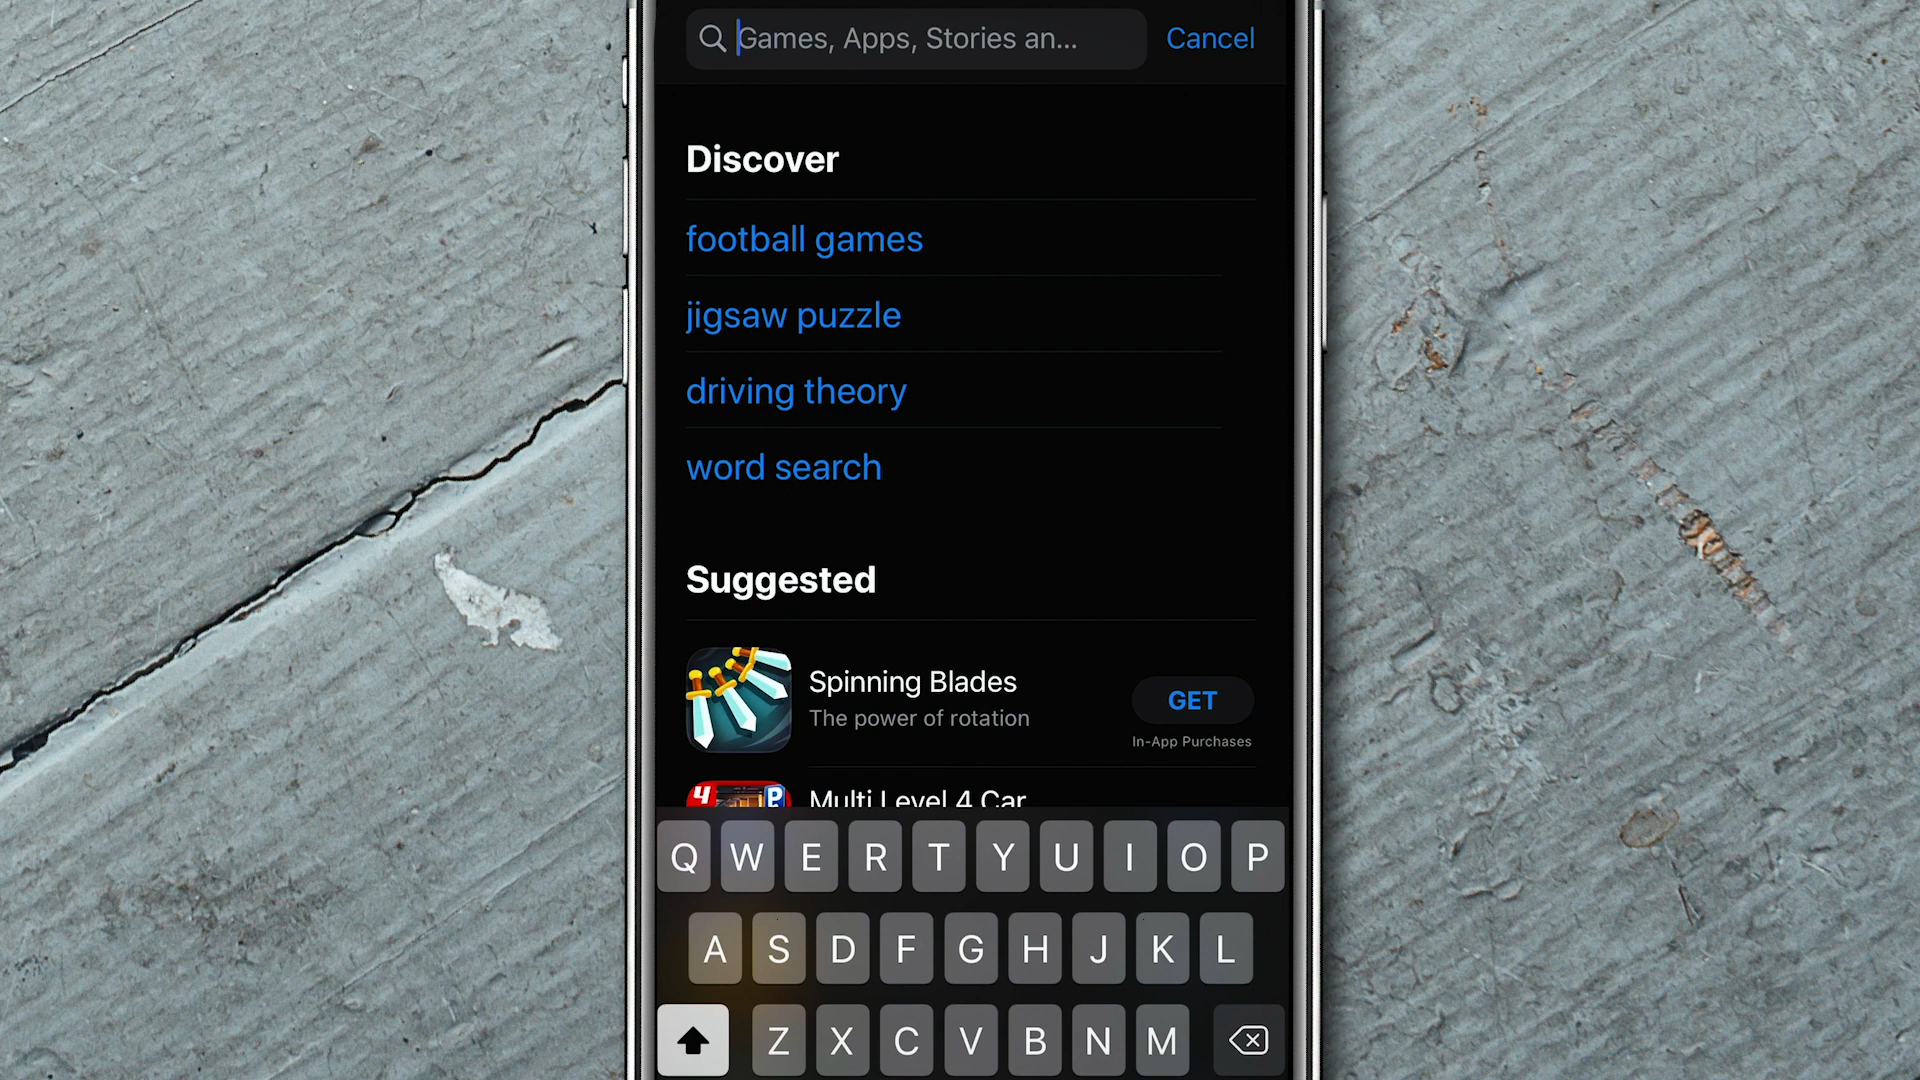 Games, Apps, Stories an...
Cancel
Discover
football games
jigsaw puzzle
driving theory
word search
Suggested
Spinning Blades
The power of rotation
GET
In-App Purchases
4
P
Multi Level 4 Car
Q W E R T Y U I O P
A S D F G H J K L
Z X C V B N M